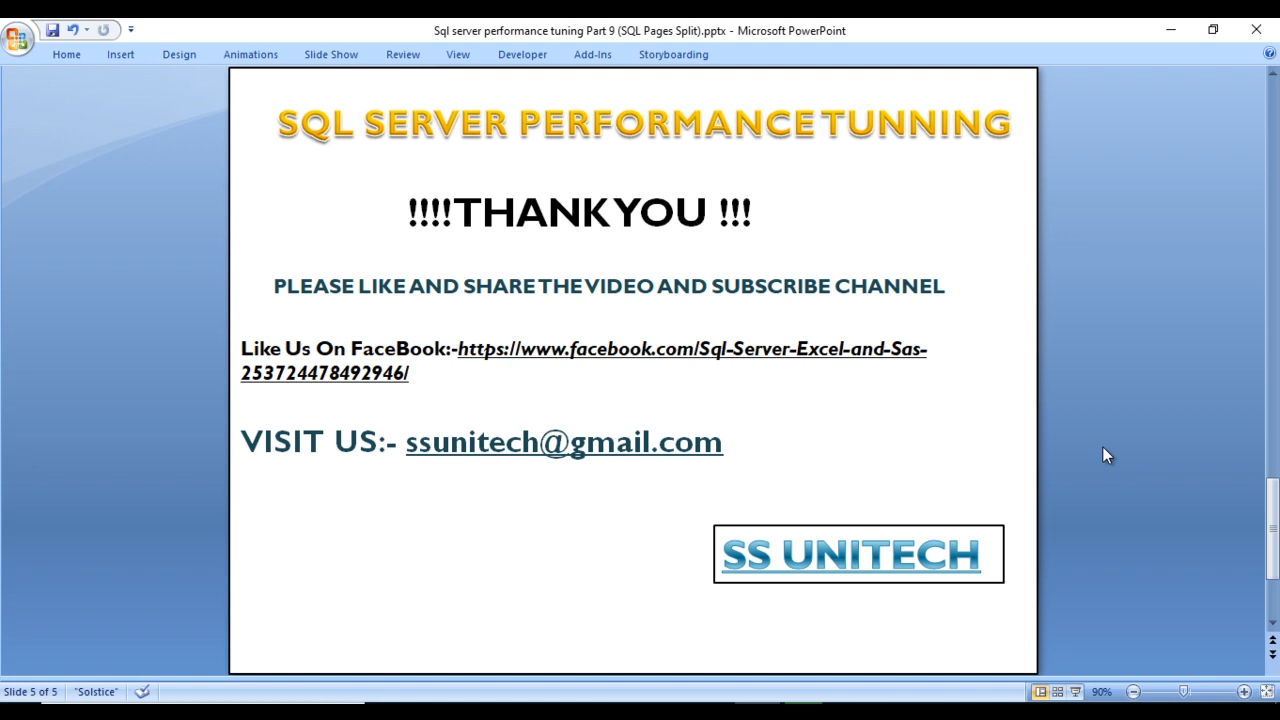 Sql server performance tuning Part 9 (SQL Pages Split).pptx - Microsoft PowerPoint
Home Insert Design Animations Slide Show Review View Developer Add-Ins Storyboarding
SQL SERVER PERFORMANCE TUNNING
!!!!THANK YOU !!!
PLEASE LIKE AND SHARE THE VIDEO AND SUBSCRIBE CHANNEL
Like Us On FaceBook:-https://www.facebook.com/Sql-Server-Excel-and-Sas-
253724478492946/
VISIT US:- ssunitech@gmail.com
SS UNITECH
Slide 5 of 5 "Solstice" 90%